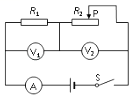 R₁ R₂ P
V₁ V₂
A S